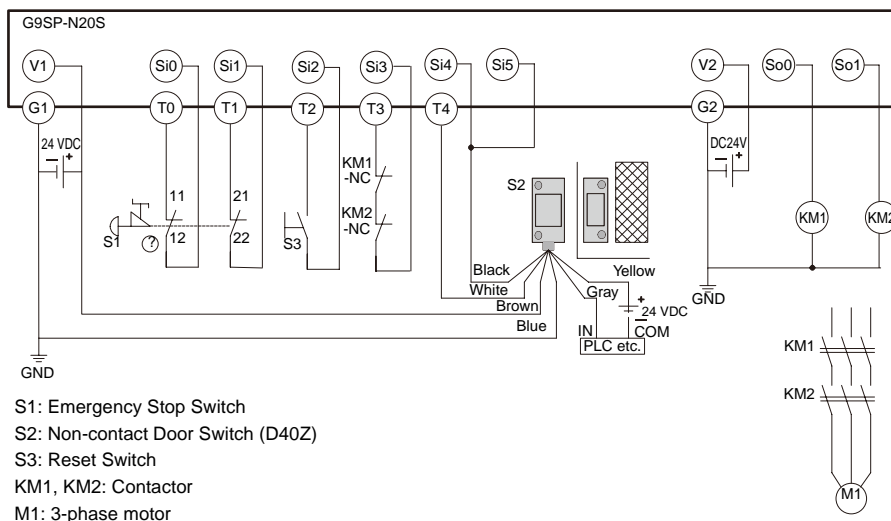 G9SP-N20S
V1 Si0 Si1 Si2 Si3 Si4 Si5 V2 So0 So1
G1 T0 T1 T2 T3 T4 G2
24 VDC
− +
DC24V
− +
KM1
-NC
KM2
-NC
S2
11 21
12 22
S1 ? S3
KM1 KM2
Black Yellow
White Gray
Brown
+
24 VDC
−
Blue
IN COM
PLC etc.
GND
GND
KM1
KM2
M1
S1: Emergency Stop Switch
S2: Non-contact Door Switch (D40Z)
S3: Reset Switch
KM1, KM2: Contactor
M1: 3-phase motor